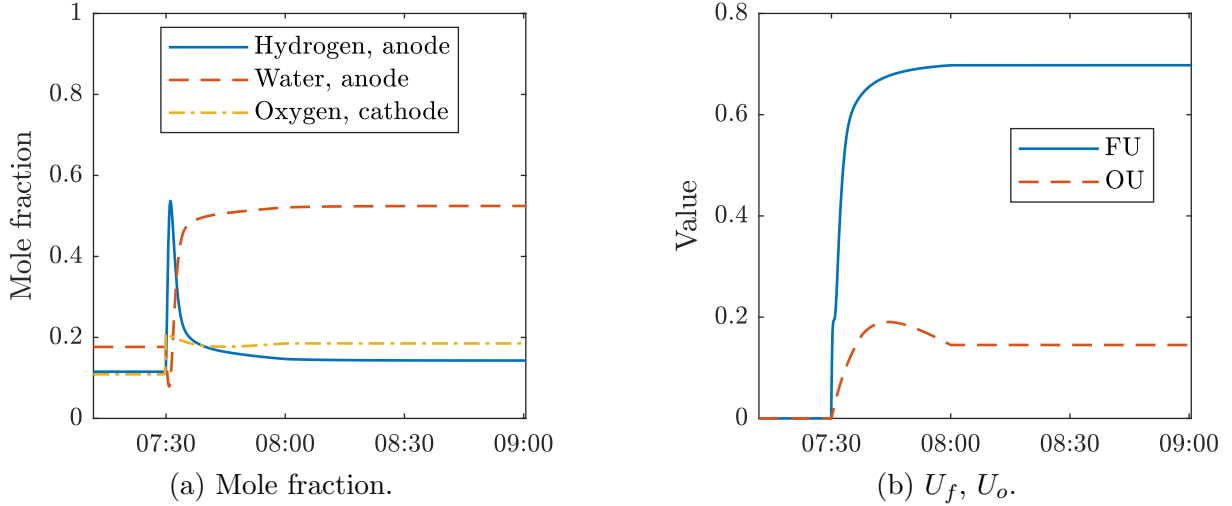 1
0.8
0.6
0.4
0.2
0
Mole fraction
Hydrogen, anode
Water, anode
Oxygen, cathode
07:30 08:00 08:30 09:00
(a) Mole fraction.
0.8
0.6
0.4
0.2
0
Value
FU
OU
07:30 08:00 08:30 09:00
(b) U_f, U_o.